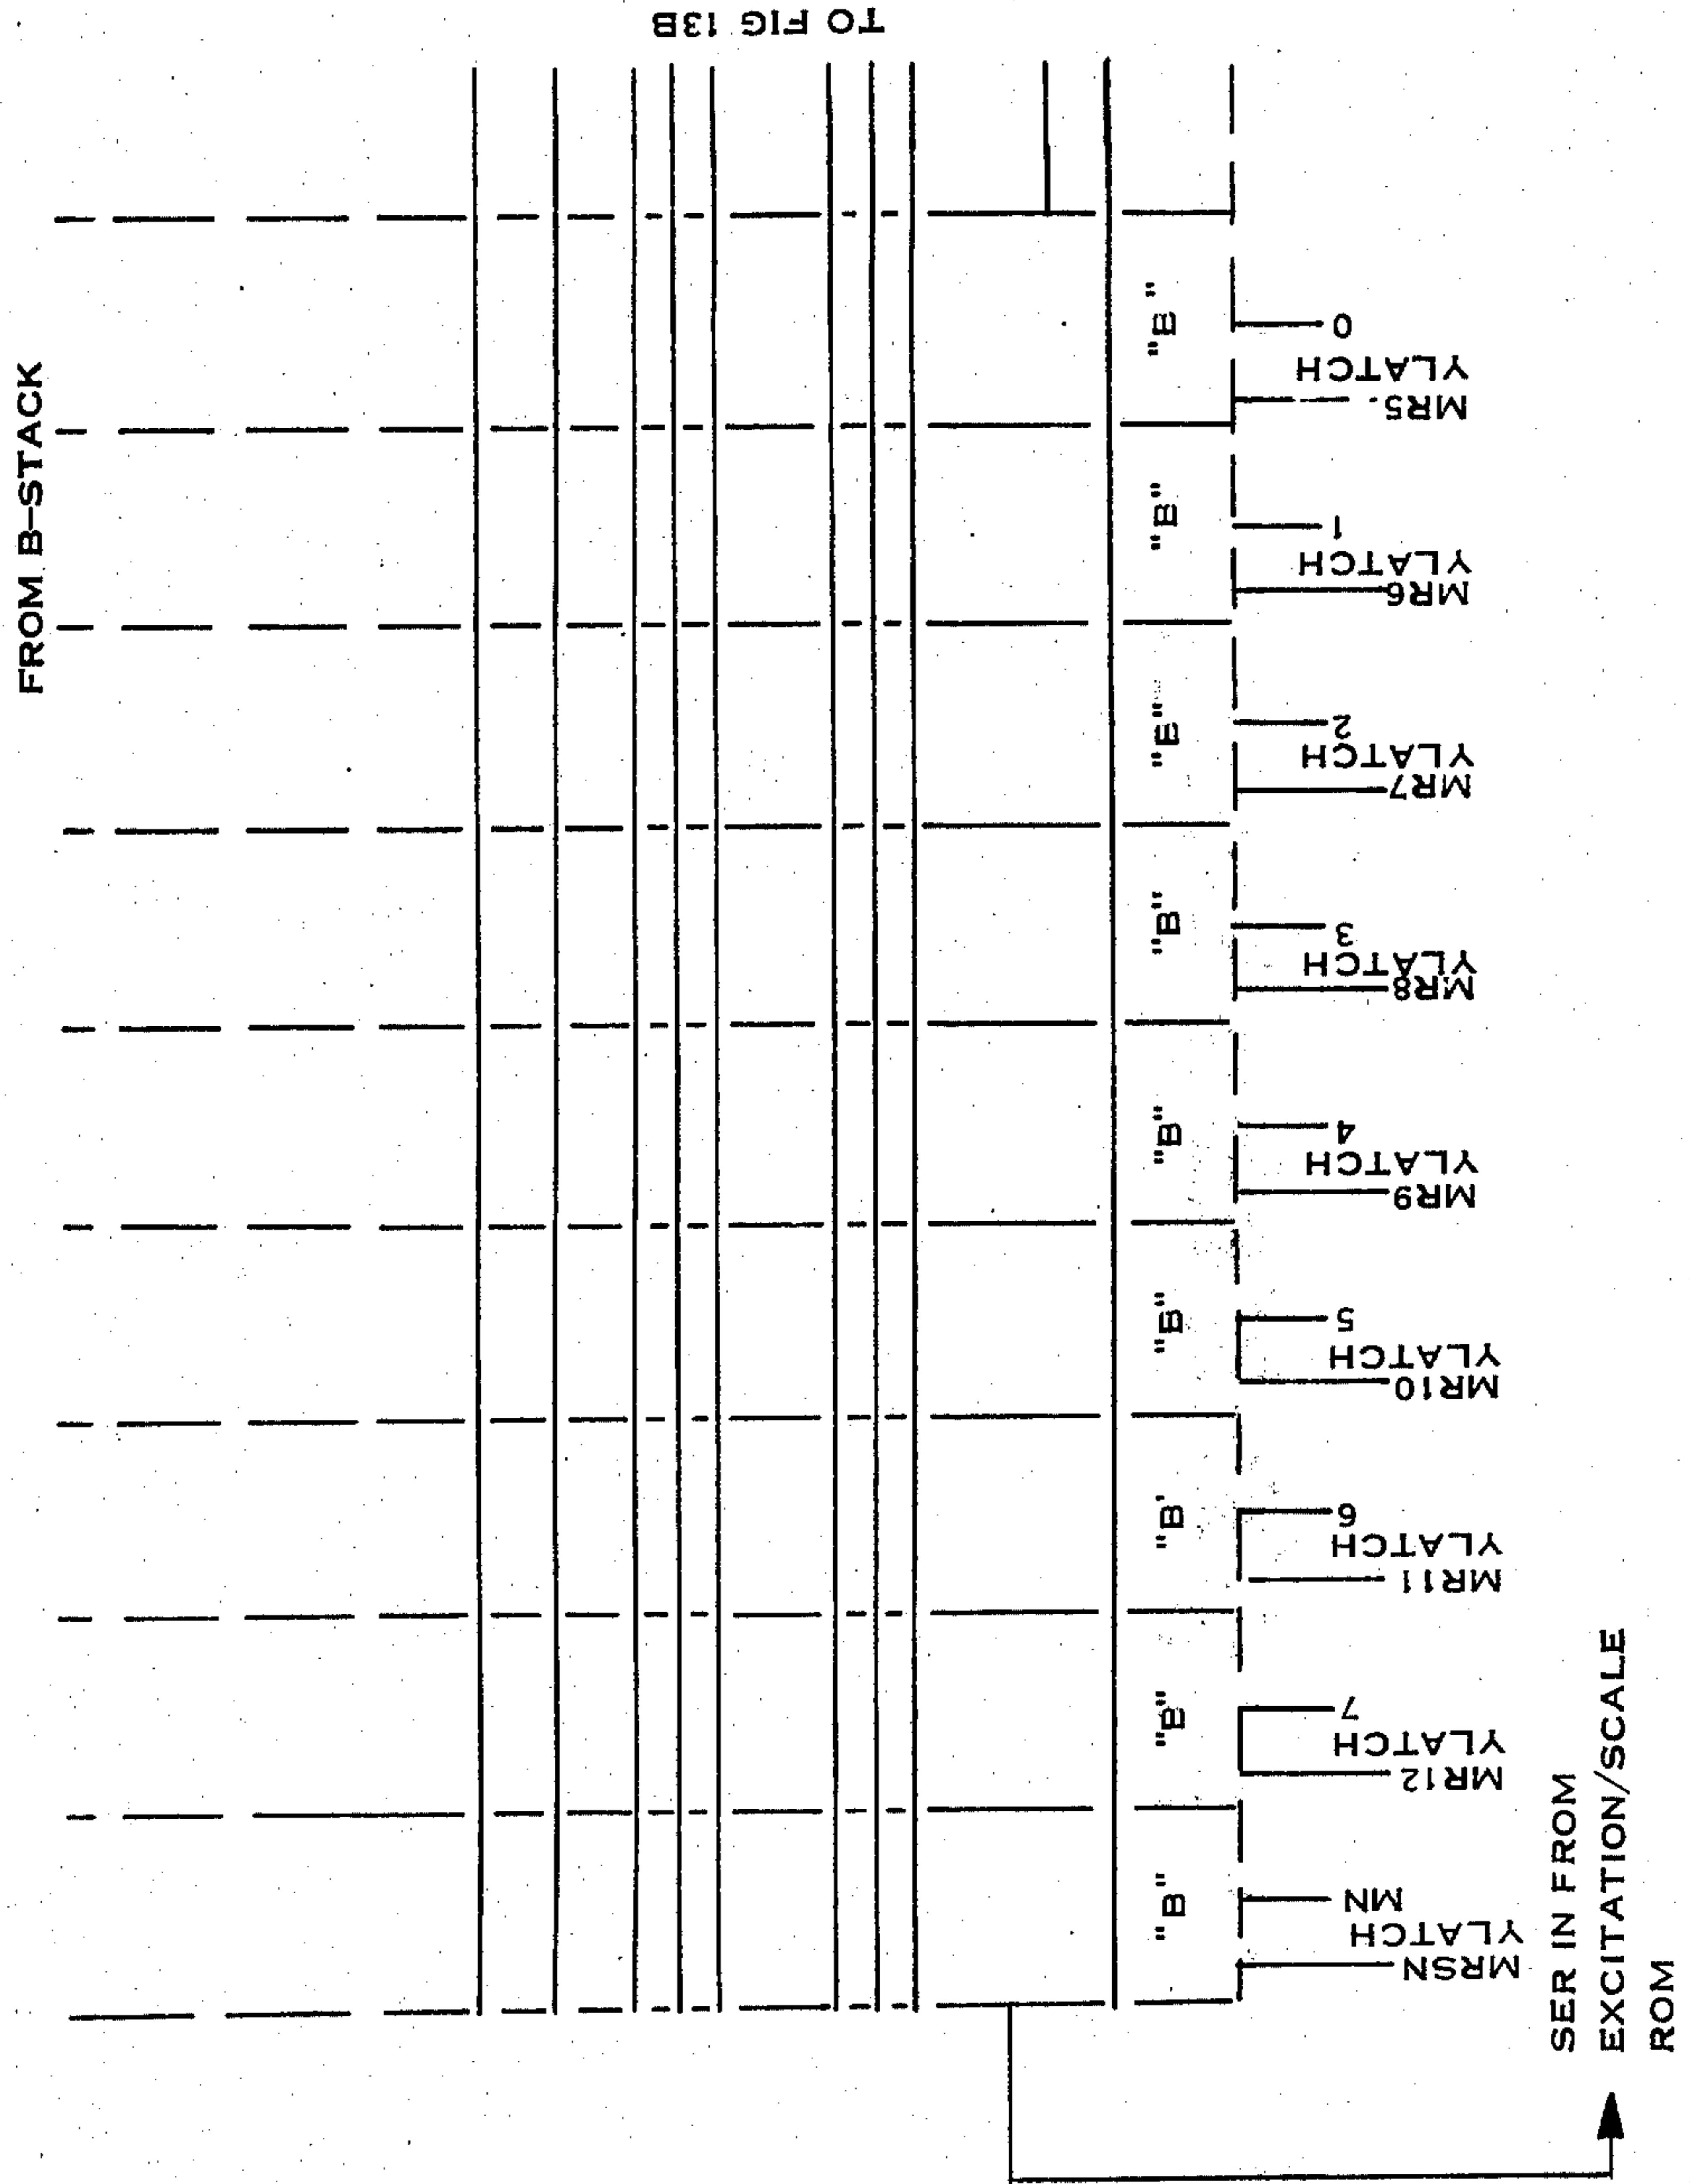 TO FIG 13B
FROM B-STACK
"B"
0
YLATCH
MR5
"B"
1
YLATCH
MR6
"B"
2
YLATCH
MR7
"B"
3
YLATCH
MR8
"B"
4
YLATCH
MR9
"B"
5
YLATCH
MR10
"B'
6
YLATCH
MR11
"B"
7
YLATCH
MR12
"B"
MN
YLATCH
MRSN
SER IN FROM
EXCITATION/SCALE
ROM